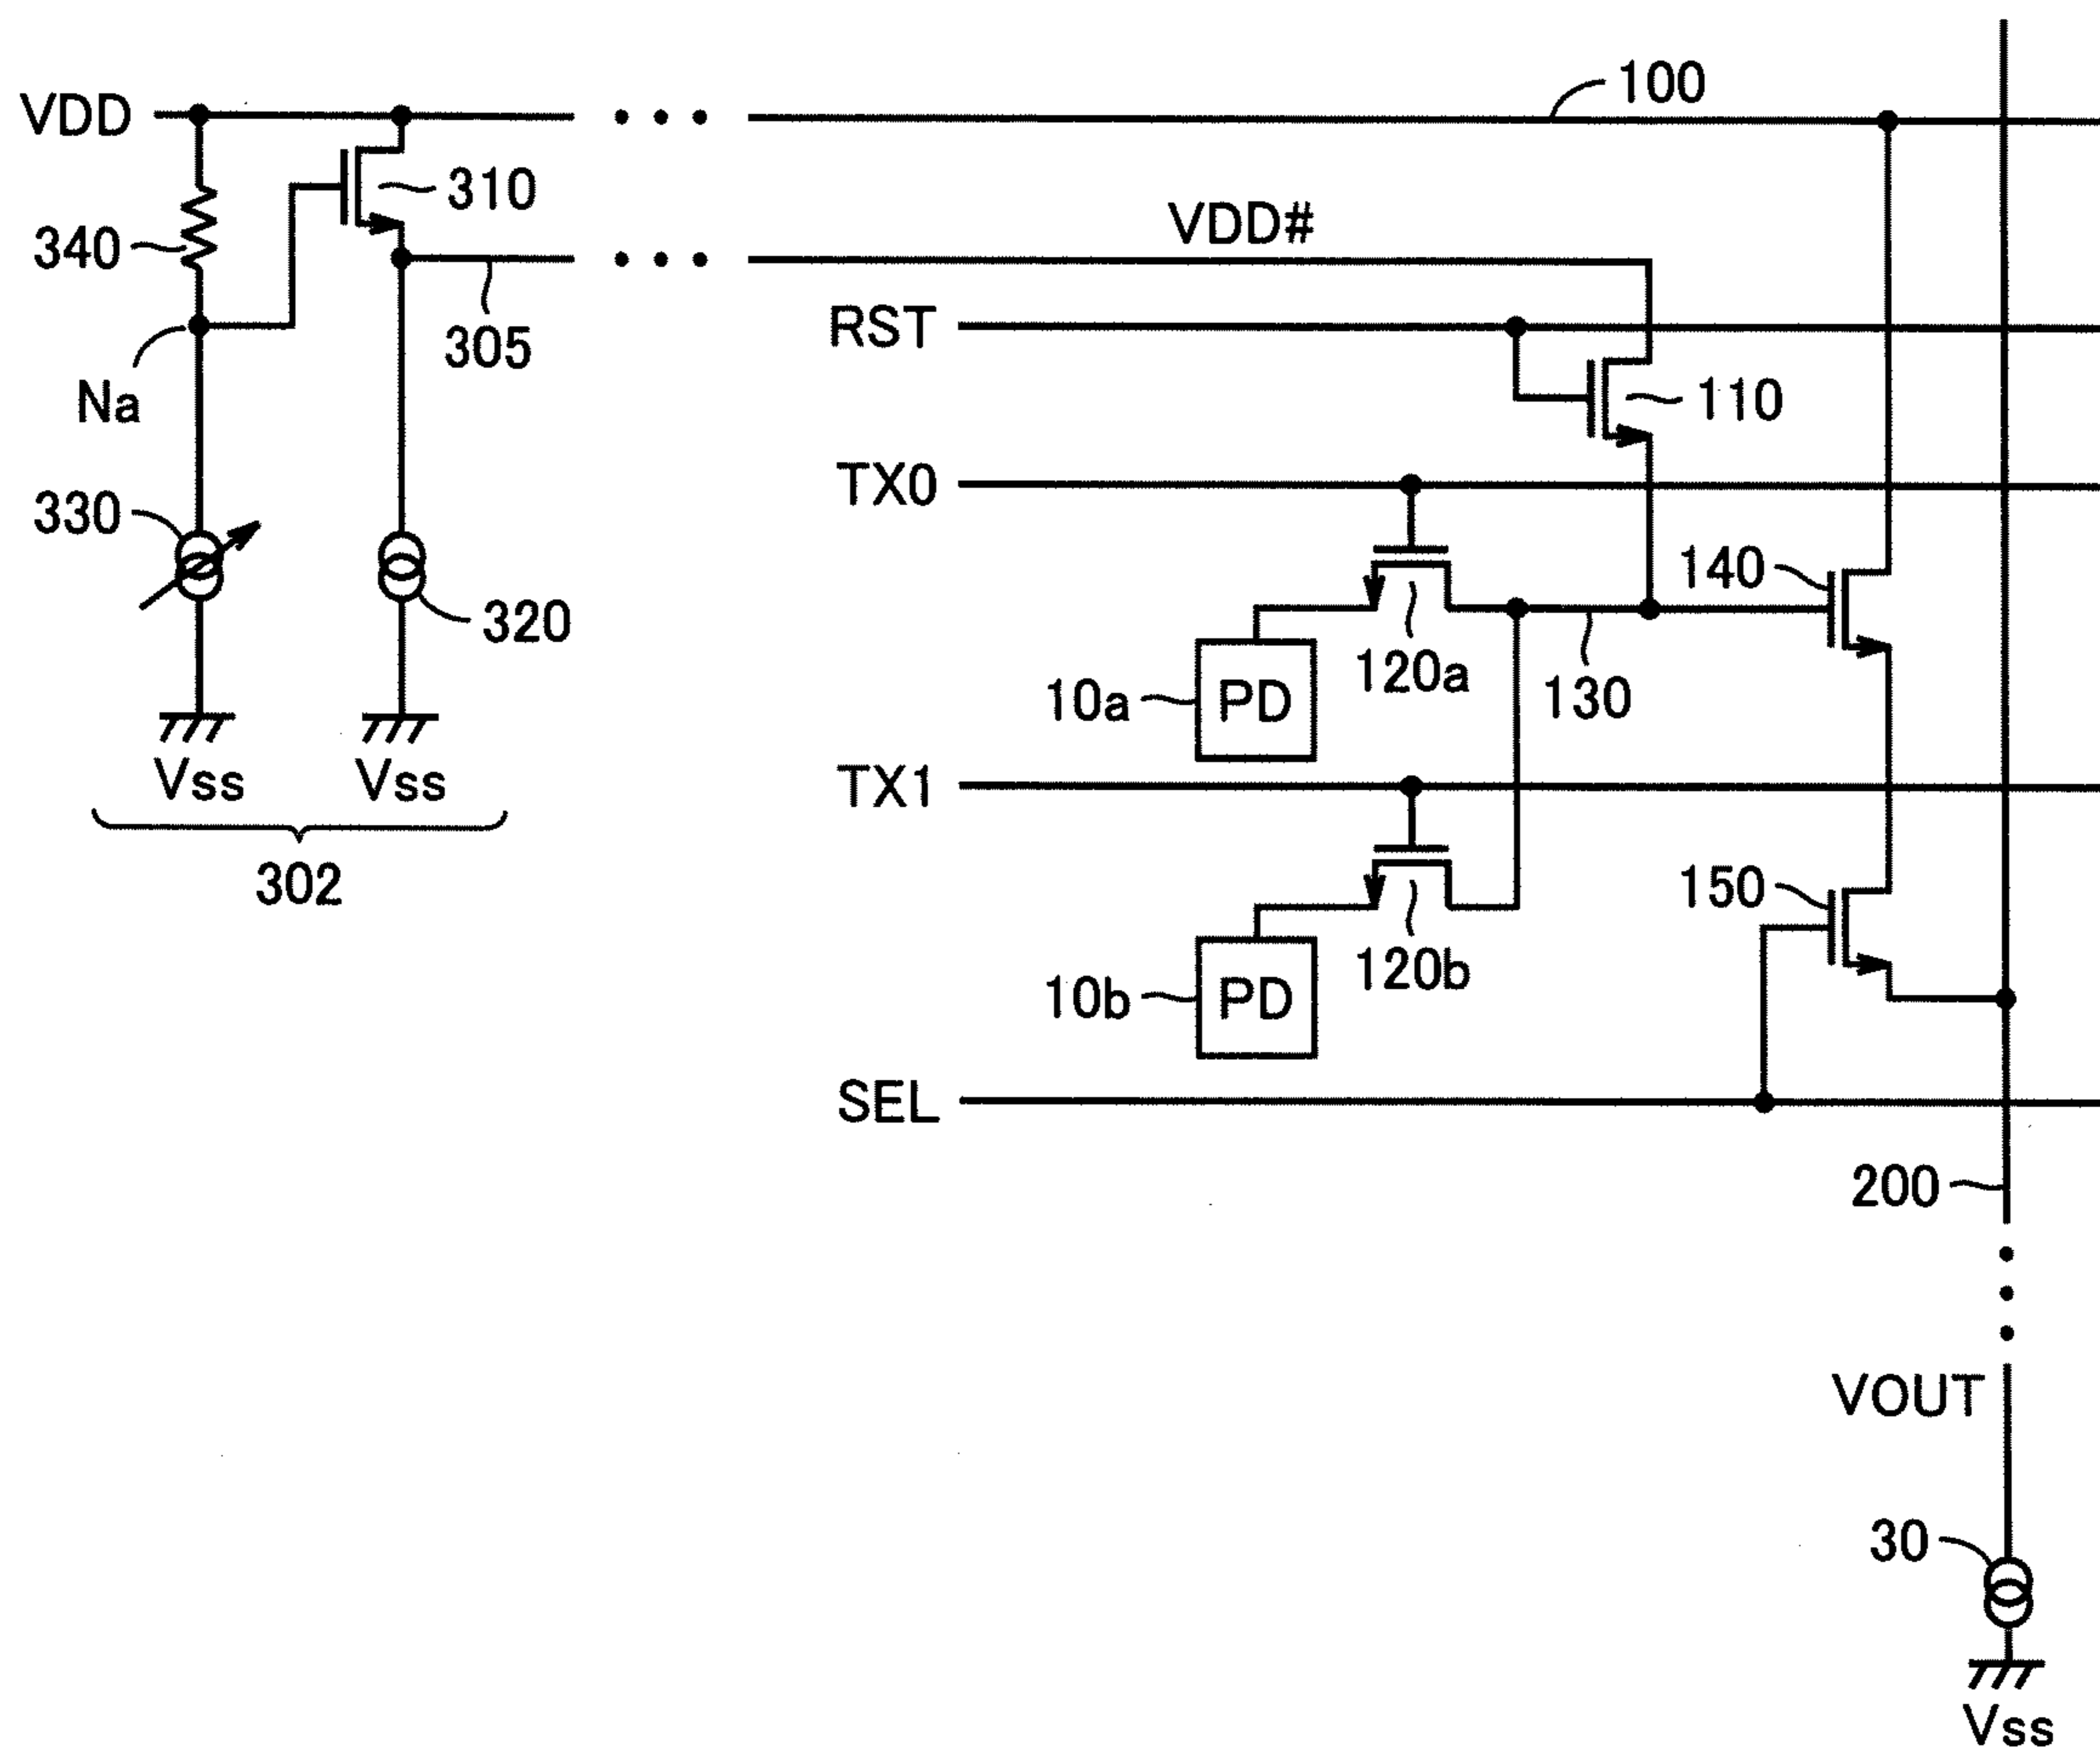 100
VDD
310
VDD#
340
305
RST
Na
110
TX0
330
140
320
120a
10a
PD
130
Vss
Vss
TX1
302
150
120b
10b
PD
SEL
200
VOUT
30
Vss